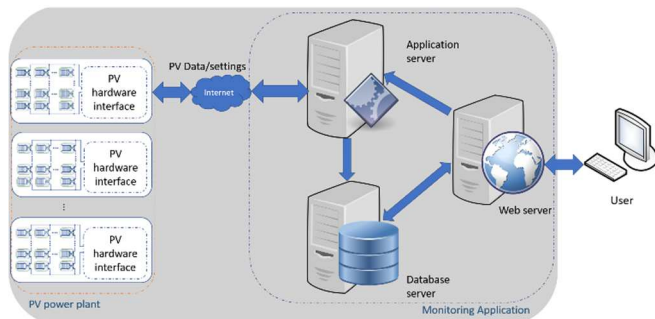 PV Data/settings
Application
server
Internet
PV
hardware
interface
PV
hardware
interface
Web server
User
PV
hardware
interface
Database
server
PV power plant
Monitoring Application